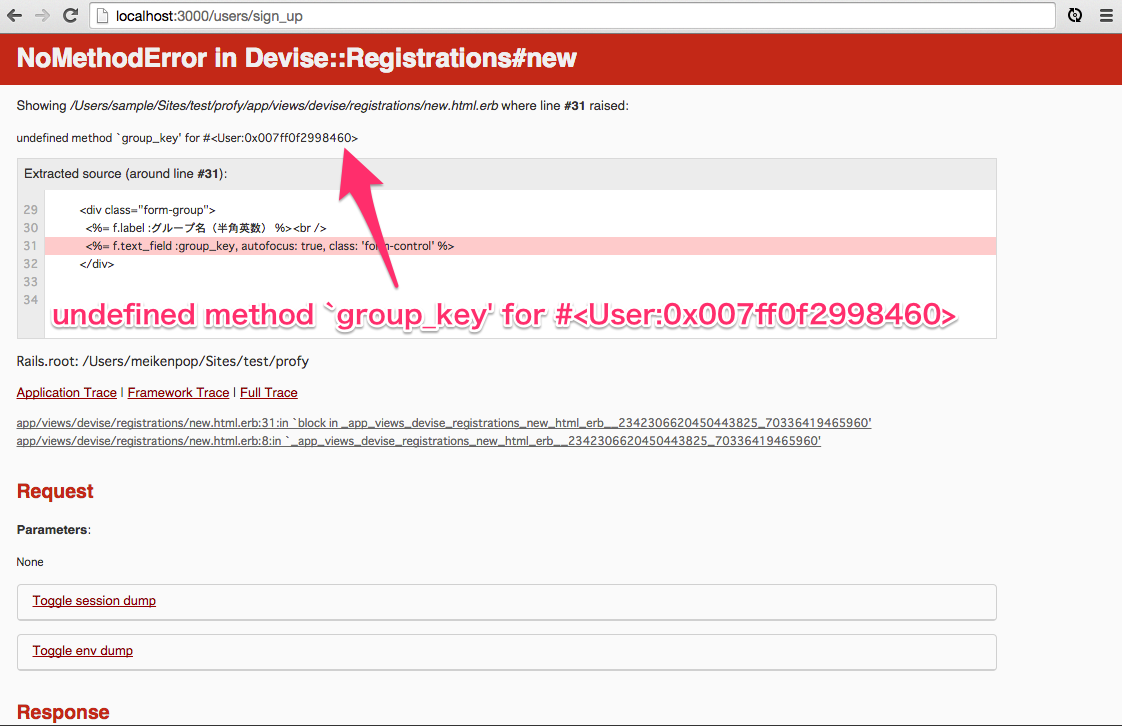 localhost:3000/users/sign_up
NoMethodError in Devise::Registrations#new
Showing /Users/sample/Sites/test/profy/app/views/devise/registrations/new.html.erb where line #31 raised:
undefined method `group_key' for #<User:0x007ff0f2998460>
Extracted source (around line #31):
29 <div class="form-group">
30 <%= f.label :グループ名（半角英数） %><br />
31 <%= f.text_field :group_key, autofocus: true, class: 'form-control' %>
32 </div>
33
34
undefined method `group_key' for #<User:0x007ff0f2998460>
Rails.root: /Users/meikenpop/Sites/test/profy
Application Trace | Framework Trace | Full Trace
app/views/devise/registrations/new.html.erb:31:in `block in _app_views_devise_registrations_new_html_erb__2342306620450443825_70336419465960'
app/views/devise/registrations/new.html.erb:8:in `_app_views_devise_registrations_new_html_erb__2342306620450443825_70336419465960'
Request
Parameters:
None
Toggle session dump
Toggle env dump
Response